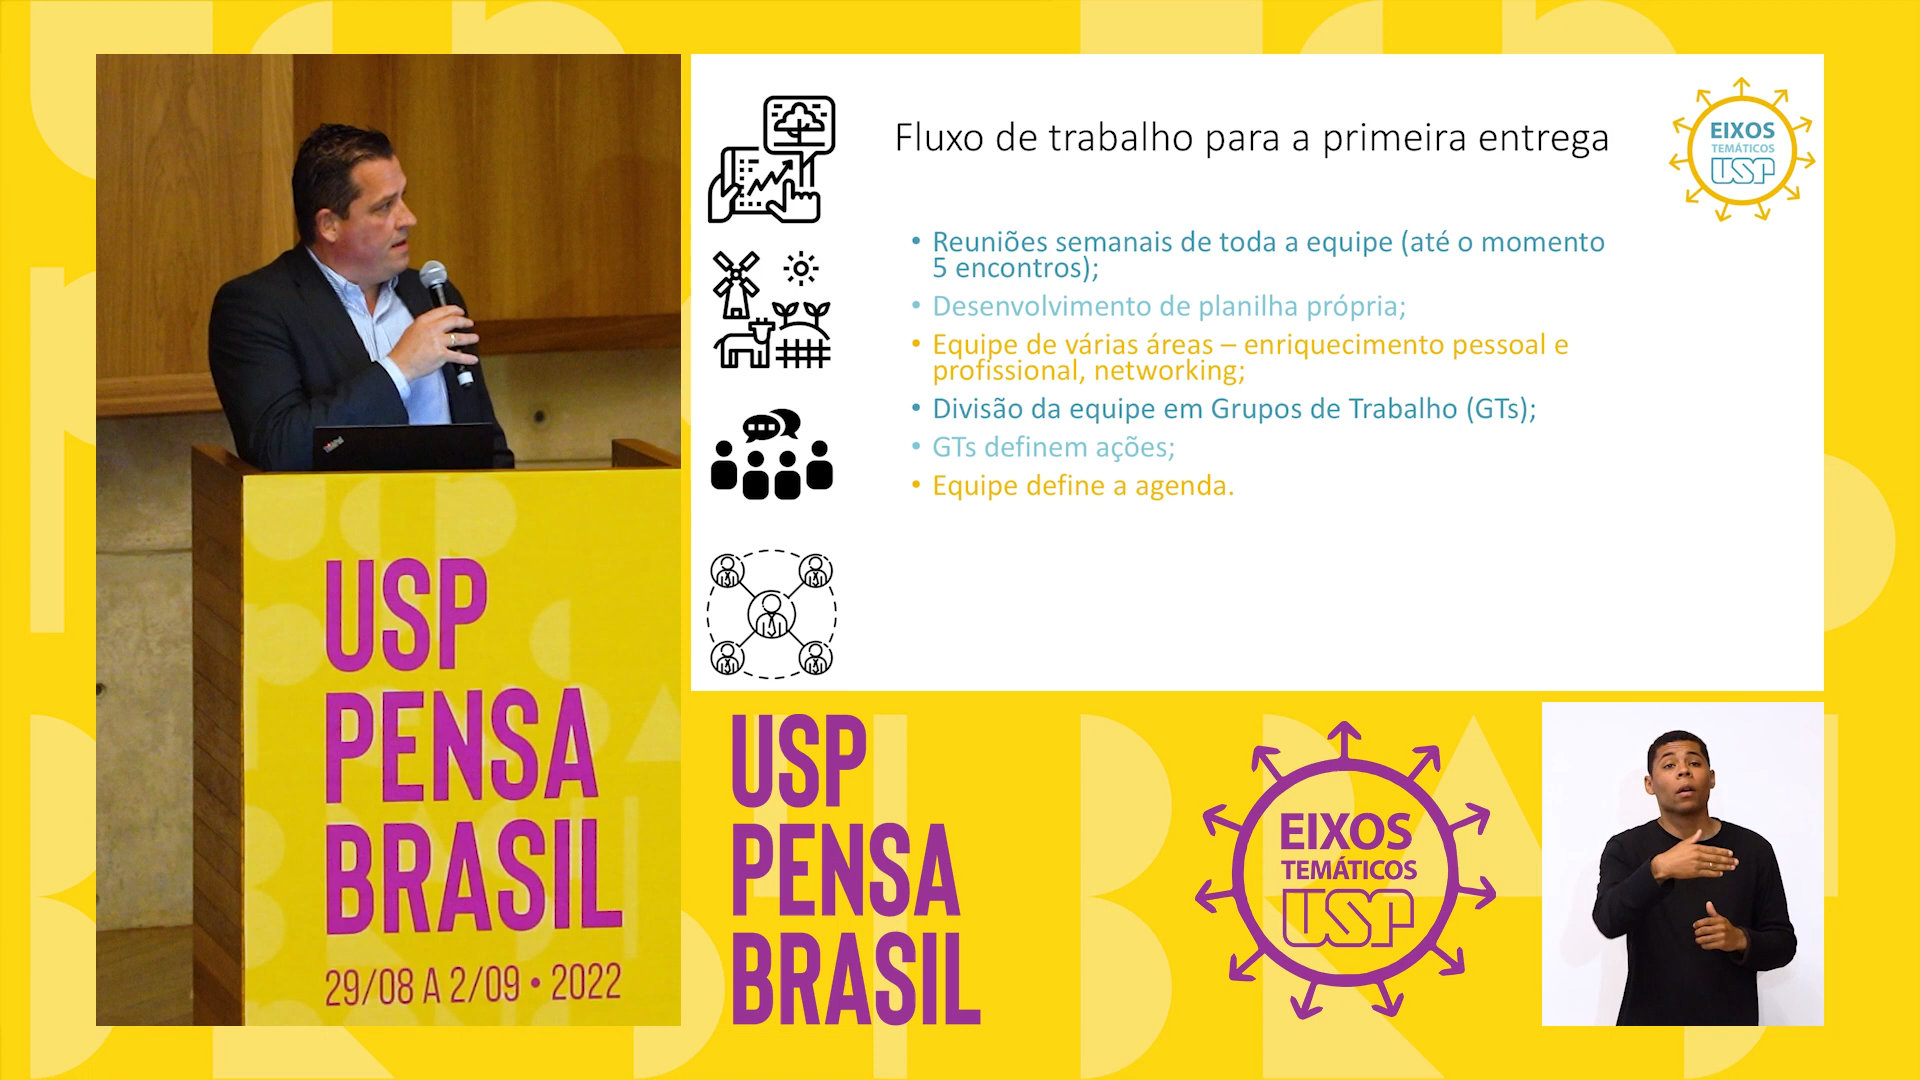 USP
PENSA
BRASIL
29/08 A 2/09 • 2022
Fluxo de trabalho para a primeira entrega
EIXOS
TEMÁTICOS
USP
• Reuniões semanais de toda a equipe (até o momento
5 encontros);
• Desenvolvimento de planilha própria;
• Equipe de várias áreas – enriquecimento pessoal e
profissional, networking;
• Divisão da equipe em Grupos de Trabalho (GTs);
• GTs definem ações;
• Equipe define a agenda.
USP
PENSA
BRASIL
EIXOS
TEMÁTICOS
USP